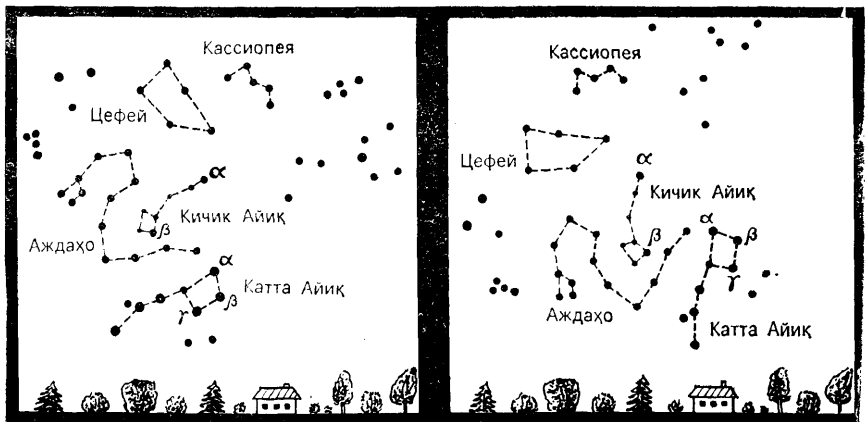 Кассиопея
Цефей
α
Кичик Айиқ
β
Аждаҳо
α
Катта Айиқ
β
γ
Кассиопея
Цефей
α
Кичик Айиқ
α
β
β
γ
Аждаҳо
Катта Айиқ